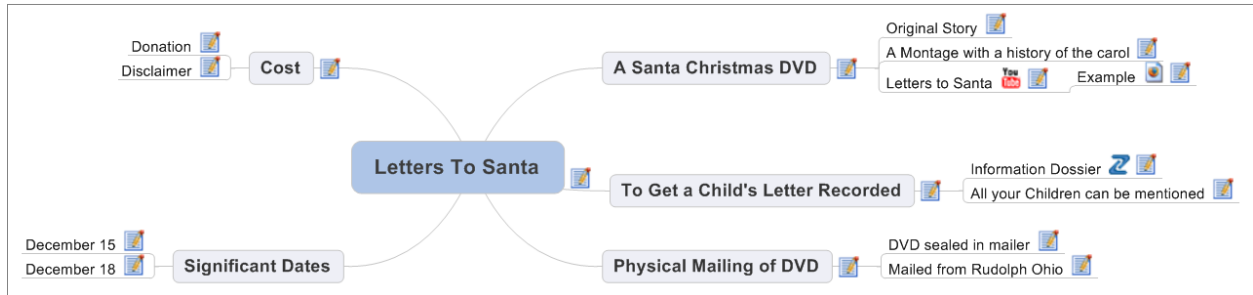 Letters To Santa
A Santa Christmas DVD
Original Story
A Montage with a history of the carol
Letters to Santa
You
Tube
Example
To Get a Child's Letter Recorded
Information Dossier
All your Children can be mentioned
Physical Mailing of DVD
DVD sealed in mailer
Mailed from Rudolph Ohio
Cost
Donation
Disclaimer
Significant Dates
December 15
December 18